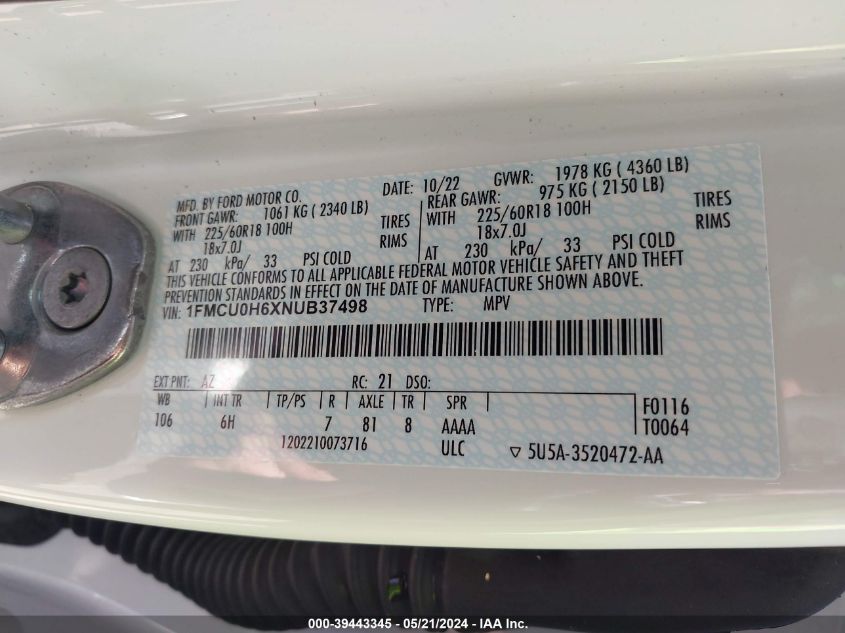 MFD. BY FORD MOTOR CO. DATE: 10/22 GVWR: 1978 KG ( 4360 LB)
FRONT GAWR: 1061 KG ( 2340 LB) REAR GAWR: 975 KG ( 2150 LB)
WITH 225/60R18 100H TIRES WITH 225/60R18 100H TIRES
18x7.0J RIMS 18x7.0J RIMS
AT 230 kPa/ 33 PSI COLD AT 230 kPa/ 33 PSI COLD
THIS VEHICLE CONFORMS TO ALL APPLICABLE FEDERAL MOTOR VEHICLE SAFETY AND THEFT
PREVENTION STANDARDS IN EFFECT ON THE DATE OF MANUFACTURE SHOWN ABOVE.
VIN: 1FMCU0H6XNUB37498 TYPE: MPV
EXT PNT: AZ RC: 21 DSO:
WB INT TR TP/PS R AXLE TR SPR F0116
106 6H 7 81 8 AAAA T0064
1202210073716 ULC ▽ 5U5A-3520472-AA
000-39443345 - 05/21/2024 - IAA Inc.